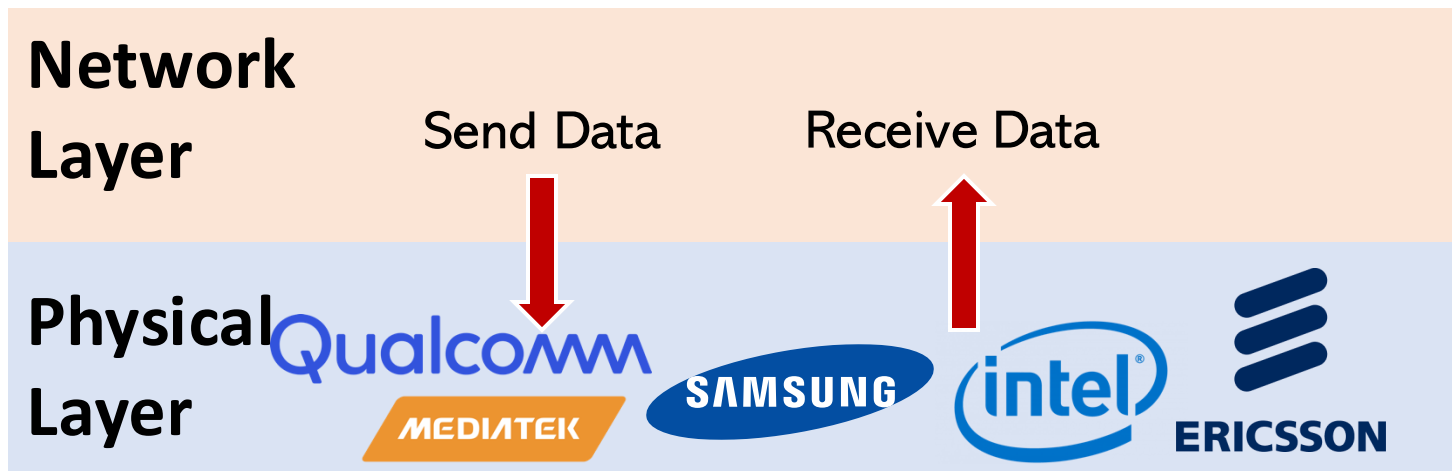 Network
Layer
Send Data
Receive Data
Physical
Layer
Qualcomm
MEDIATEK
SAMSUNG
intel®
ERICSSON